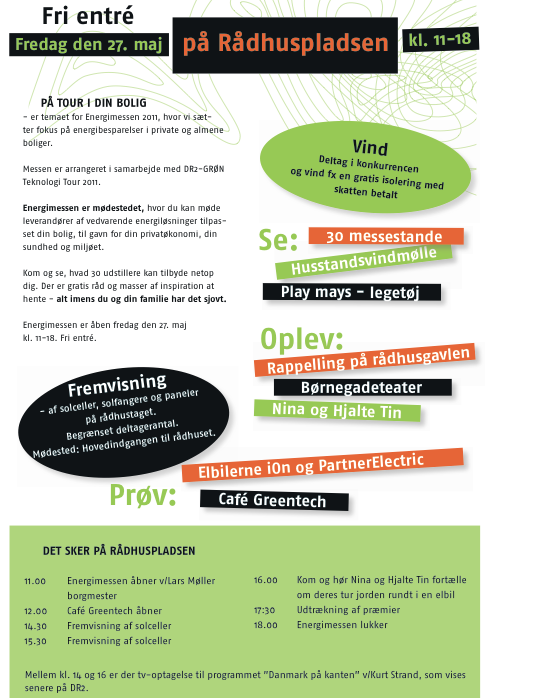 Fri entré
Fredag den 27. maj
på Rådhuspladsen
kl. 11-18
PÅ TOUR I DIN BOLIG
- er temaet for Energimessen 2011, hvor vi sæt-
ter fokus på energibesparelser i private og almene
boliger.
Messen er arrangeret i samarbejde med DR2-GRØN
Teknologi Tour 2011.
Energimessen er mødestedet, hvor du kan møde
leverandører af vedvarende energiløsninger tilpas-
set din bolig, til gavn for din privatøkonomi, din
sundhed og miljøet.
Kom og se, hvad 30 udstillere kan tilbyde netop
dig. Der er gratis råd og masser af inspiration at
hente - alt imens du og din familie har det sjovt.
Energimessen er åben fredag den 27. maj
kl. 11-18. Fri entré.
Vind
Deltag i konkurrencen
og vind fx en gratis isolering med
skatten betalt
Se:
30 messestande
Husstandsvindmølle
Play mays - legetøj
Oplev:
Rappelling på rådhusgavlen
Børnegadeteater
Nina og Hjalte Tin
Fremvisning
- af solceller, solfangere og paneler
på rådhustaget.
Begrænset deltagerantal.
Mødested: Hovedindgangen til rådhuset.
Prøv:
Elbilerne iOn og PartnerElectric
Café Greentech
DET SKER PÅ RÅDHUSPLADSEN
11.00 Energimessen åbner v/Lars Møller
borgmester
12.00 Café Greentech åbner
14.30 Fremvisning af solceller
15.30 Fremvisning af solceller
16.00 Kom og hør Nina og Hjalte Tin fortælle
om deres tur jorden rundt i en elbil
17:30 Udtrækning af præmier
18.00 Energimessen lukker
Mellem kl. 14 og 16 er der tv-optagelse til programmet "Danmark på kanten" v/Kurt Strand, som vises
senere på DR2.